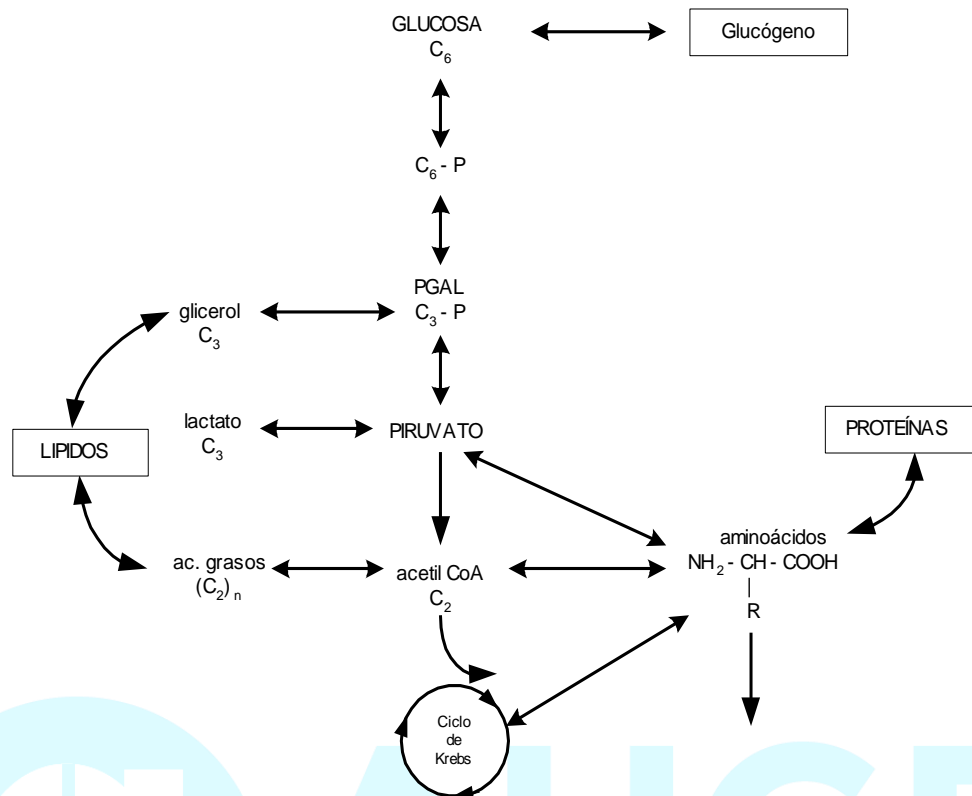 GLUCOSA
C₆
Glucógeno
C₆ - P
PGAL
C₃ - P
glicerol
C₃
lactato
C₃
PIRUVATO
LIPIDOS
PROTEÍNAS
ac. grasos
(C₂)ₙ
acetil CoA
C₂
aminoácidos
NH₂ - CH - COOH
|
R
Ciclo
de
Krebs